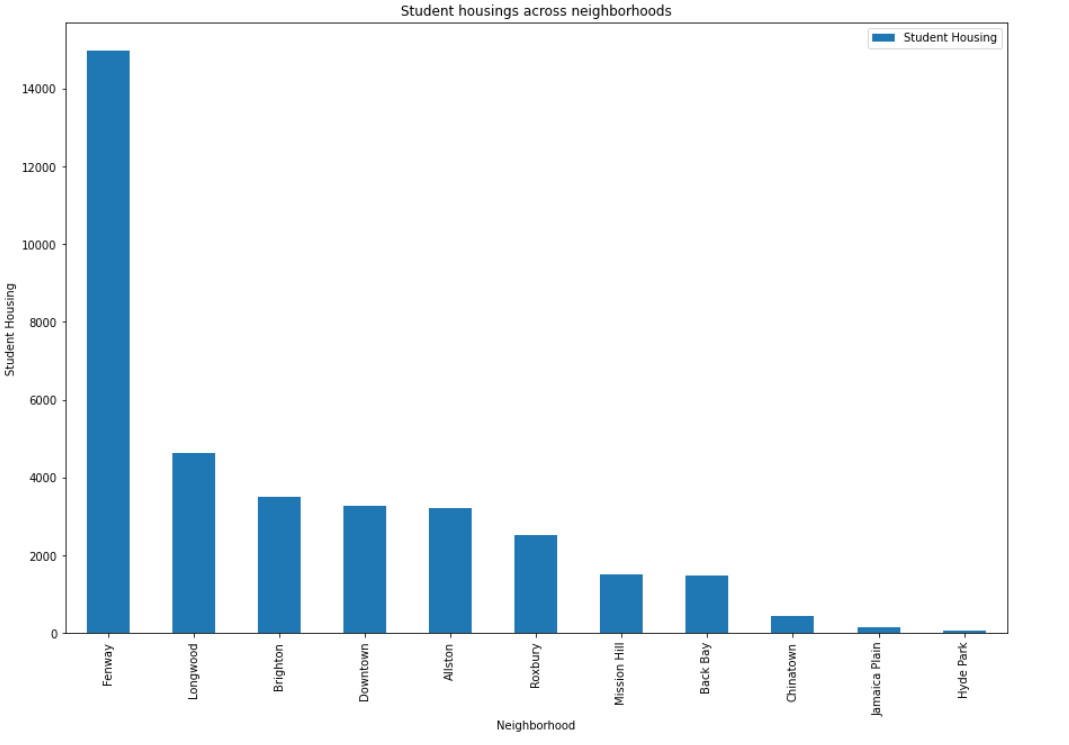 Student housings across neighborhoods
Student Housing
14000
12000
10000
8000
6000
4000
2000
0
Student Housing
Fenway
Longwood
Brighton
Downtown
Allston
Roxbury
Mission Hill
Back Bay
Chinatown
Jamaica Plain
Hyde Park
Neighborhood